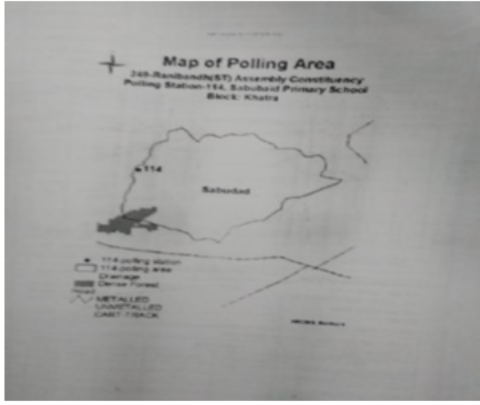 Map of Polling Area
249-Ranibandh(ST) Assembly Constituency
Polling Station-114, Sabubaid Primary School
Block: Khatra
114
Sabudad
114 polling station
114 polling area
Drainage
Dense Forest
Road
METALLED
UNMETALLED
CART-TRACK